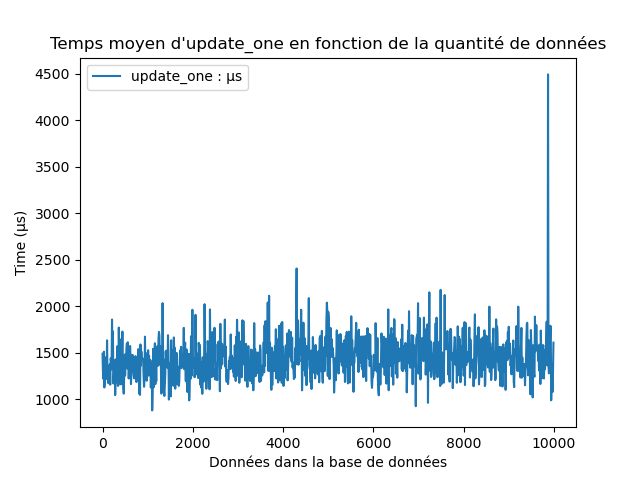 Temps moyen d'update_one en fonction de la quantité de données
update_one : µs
4500
4000
3500
3000
2500
2000
1500
1000
Time (µs)
0 2000 4000 6000 8000 10000
Données dans la base de données